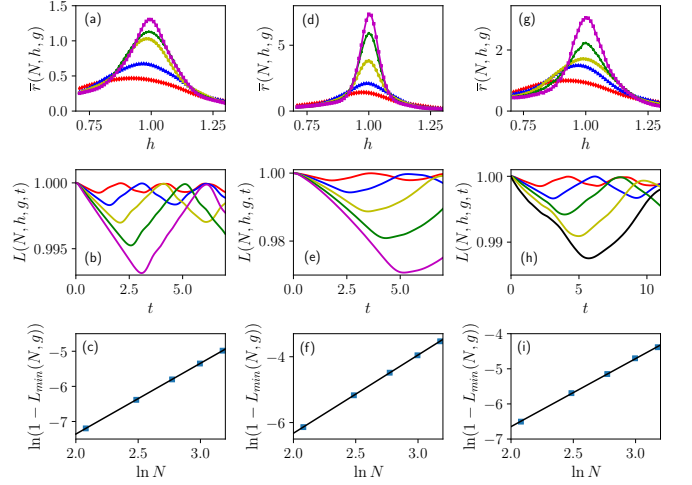 (a)
r̅(N, h, g)
1.5
1.0
0.5
0.0
0.75
1.00
1.25
h
(d)
r̅(N, h, g)
5
0
0.75
1.00
1.25
h
(g)
r̅(N, h, g)
2
0
0.75
1.00
1.25
h
(b)
L(N, h, g, t)
1.000
0.995
0.0
2.5
5.0
t
(e)
L(N, h, g, t)
1.00
0.98
0.0
2.5
5.0
t
(h)
L(N, h, g, t)
1.00
0.99
0
5
10
t
(c)
ln(1 − Lmin(N, g))
−5
−6
−7
2.0
2.5
3.0
ln N
(f)
ln(1 − Lmin(N, g))
−4
−6
2.0
2.5
3.0
ln N
(i)
ln(1 − Lmin(N, g))
−4
−5
−6
−7
2.0
2.5
3.0
ln N